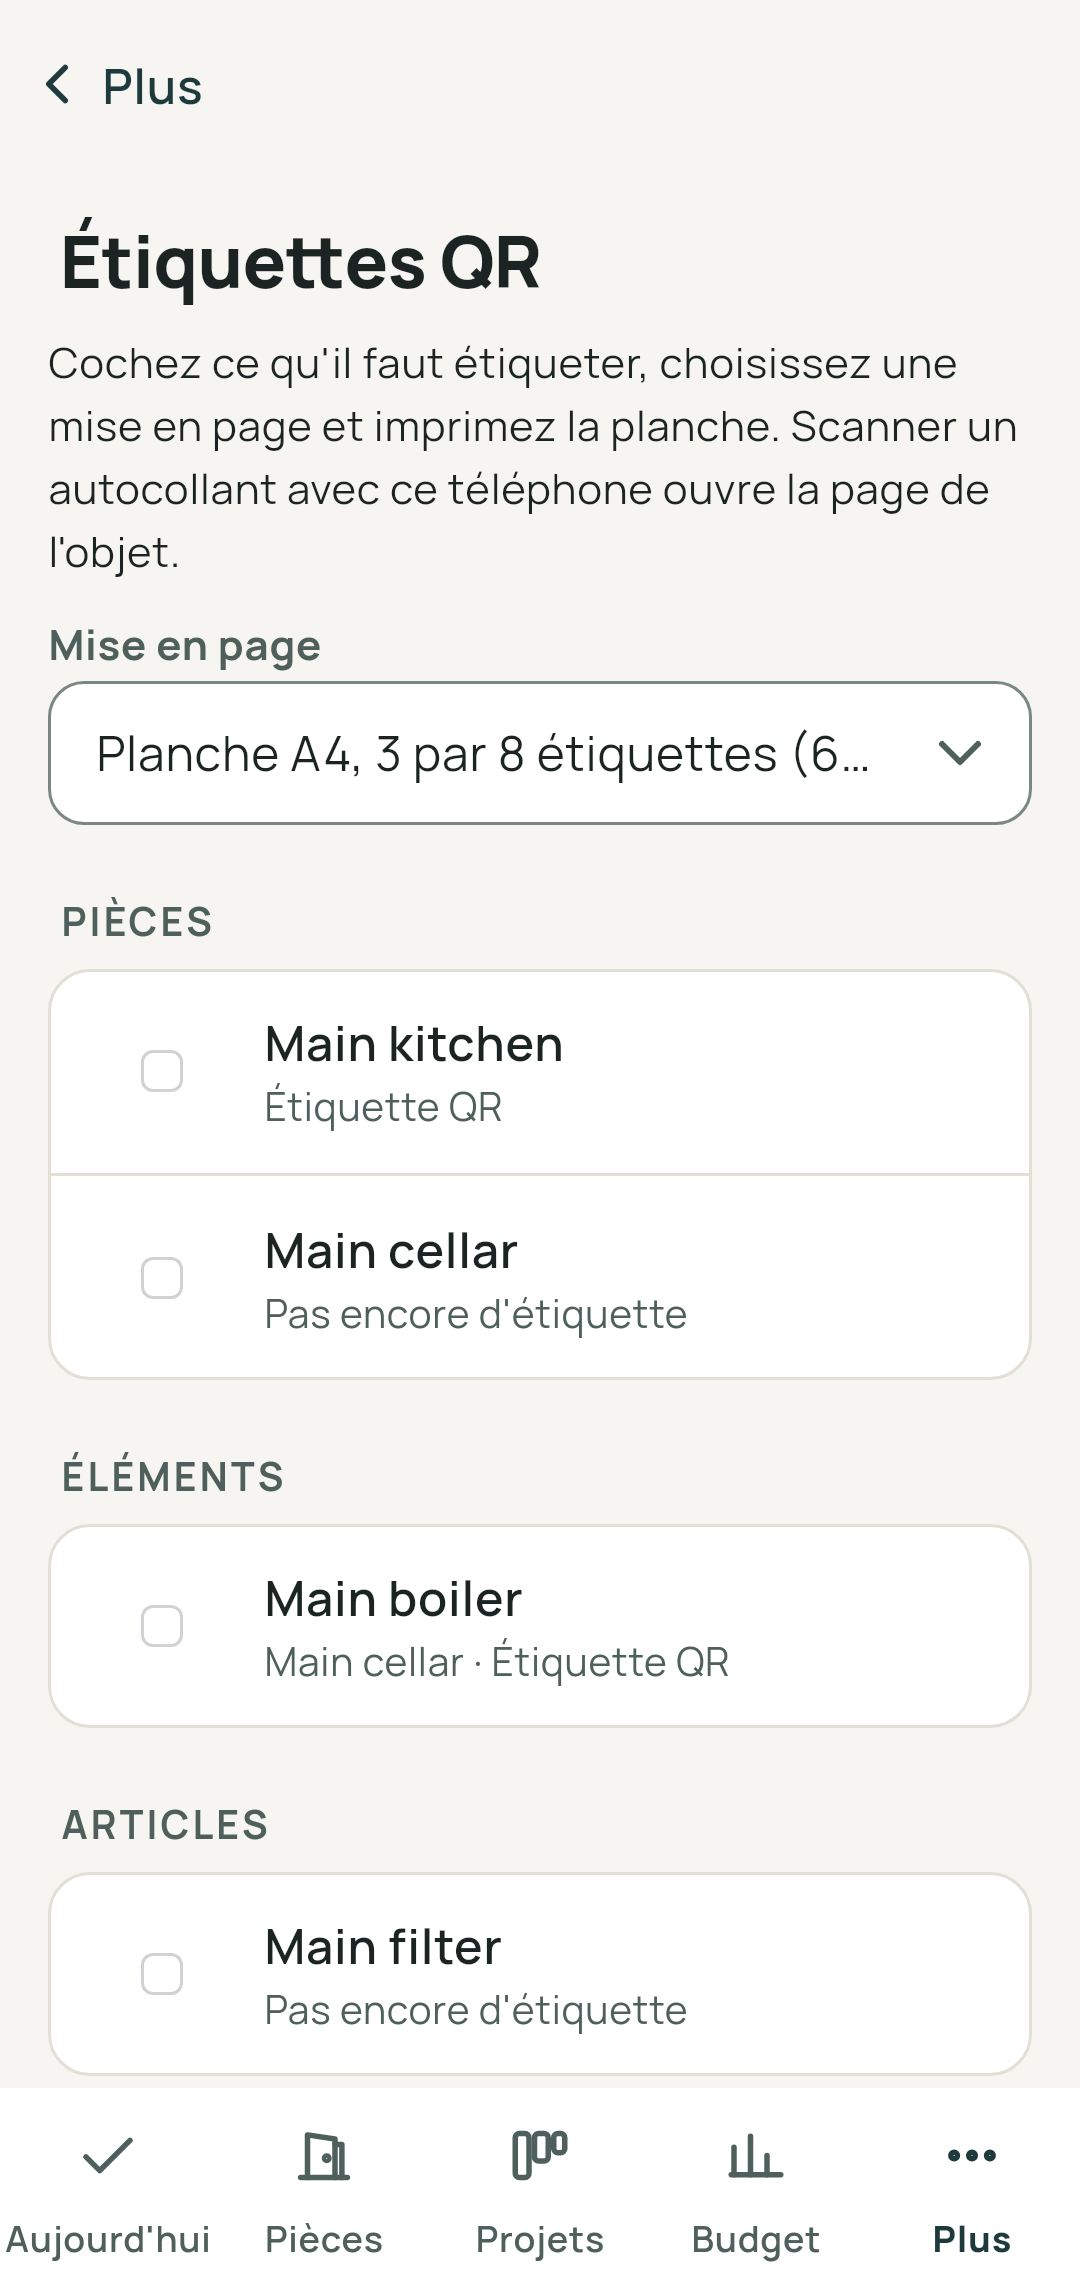 Plus
Étiquettes QR
Cochez ce qu'il faut étiqueter, choisissez une
mise en page et imprimez la planche. Scanner un
autocollant avec ce téléphone ouvre la page de
l'objet.
Mise en page
Planche A4, 3 par 8 étiquettes (6...
PIÈCES
Main kitchen
Étiquette QR
Main cellar
Pas encore d'étiquette
ÉLÉMENTS
Main boiler
Main cellar · Étiquette QR
ARTICLES
Main filter
Pas encore d'étiquette
Aujourd'hui
Pièces
Projets
Budget
Plus